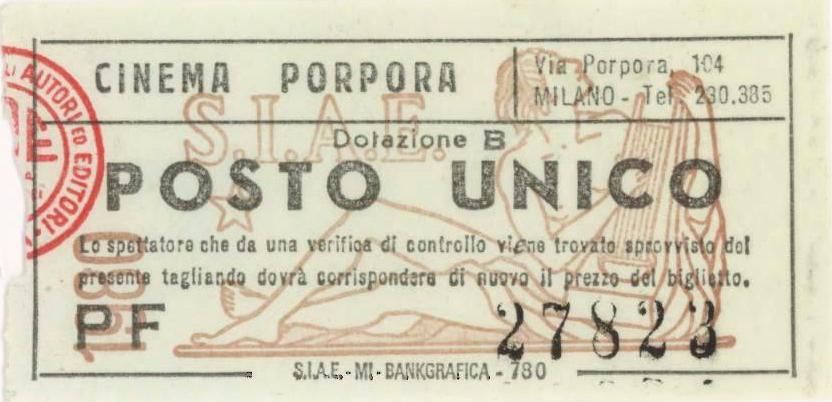 CINEMA PORPORA
Via Porpora, 104
MILANO - Tel. 230.385
S.I.A.E.
Dotazione B
POSTO UNICO
Lo spettatore che da una verifica di controllo viene trovato sprovvisto del
presente tagliando dovrà corrispondere di nuovo il prezzo del biglietto.
PF 27823
S.I.A.E. - MI - BANKGRAFICA - 780
AUTORI ED EDITORI